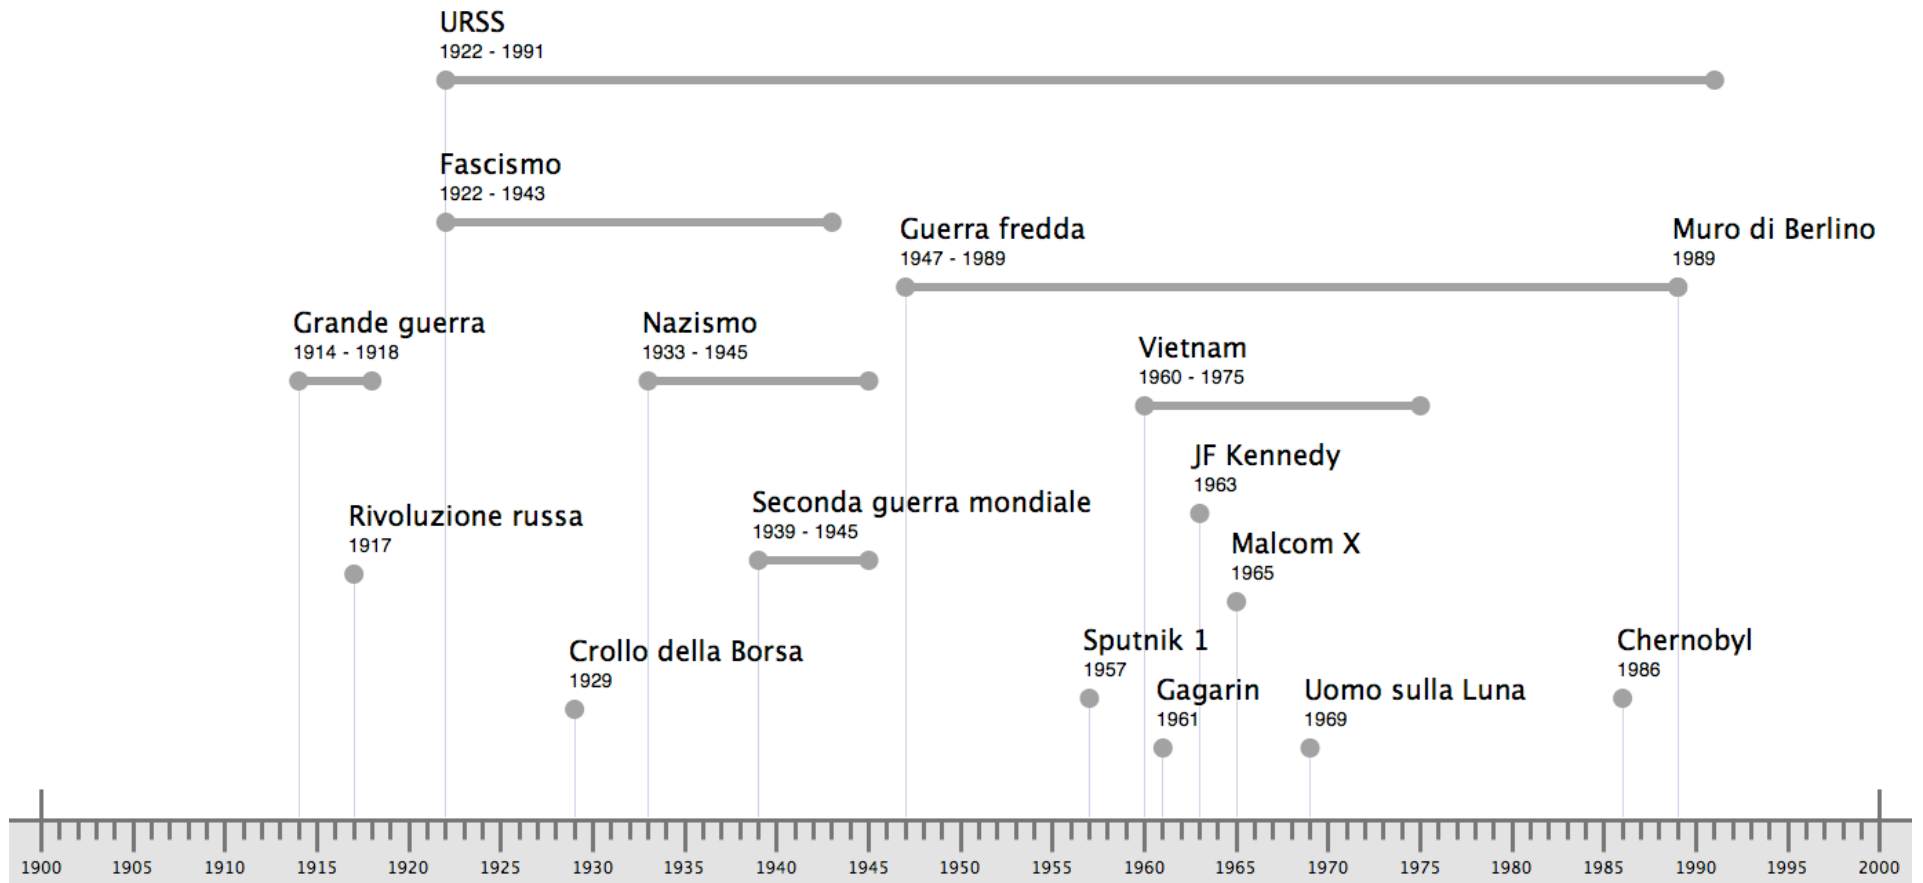 URSS
1922 - 1991
Fascismo
1922 - 1943
Guerra fredda
1947 - 1989
Muro di Berlino
1989
Grande guerra
1914 - 1918
Nazismo
1933 - 1945
Vietnam
1960 - 1975
JF Kennedy
1963
Seconda guerra mondiale
1939 - 1945
Rivoluzione russa
1917
Malcom X
1965
Crollo della Borsa
1929
Sputnik 1
1957
Chernobyl
1986
Gagarin
1961
Uomo sulla Luna
1969
1900 1905 1910 1915 1920 1925 1930 1935 1940 1945 1950 1955 1960 1965 1970 1975 1980 1985 1990 1995 2000